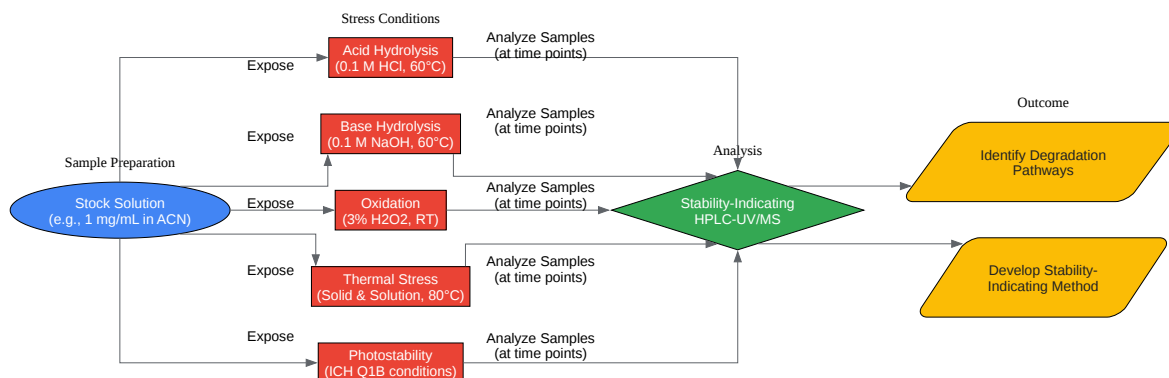 Stress Conditions
Acid Hydrolysis
(0.1 M HCl, 60°C)
Expose
Analyze Samples
(at time points)
Base Hydrolysis
(0.1 M NaOH, 60°C)
Expose
Analyze Samples
(at time points)
Outcome
Identify Degradation
Pathways
Sample Preparation
Analysis
Stock Solution
(e.g., 1 mg/mL in ACN)
Expose
Oxidation
(3% H2O2, RT)
Analyze Samples
(at time points)
Stability-Indicating
HPLC-UV/MS
Expose
Thermal Stress
(Solid & Solution, 80°C)
Analyze Samples
(at time points)
Develop Stability-
Indicating Method
Expose
Photostability
(ICH Q1B conditions)
Analyze Samples
(at time points)